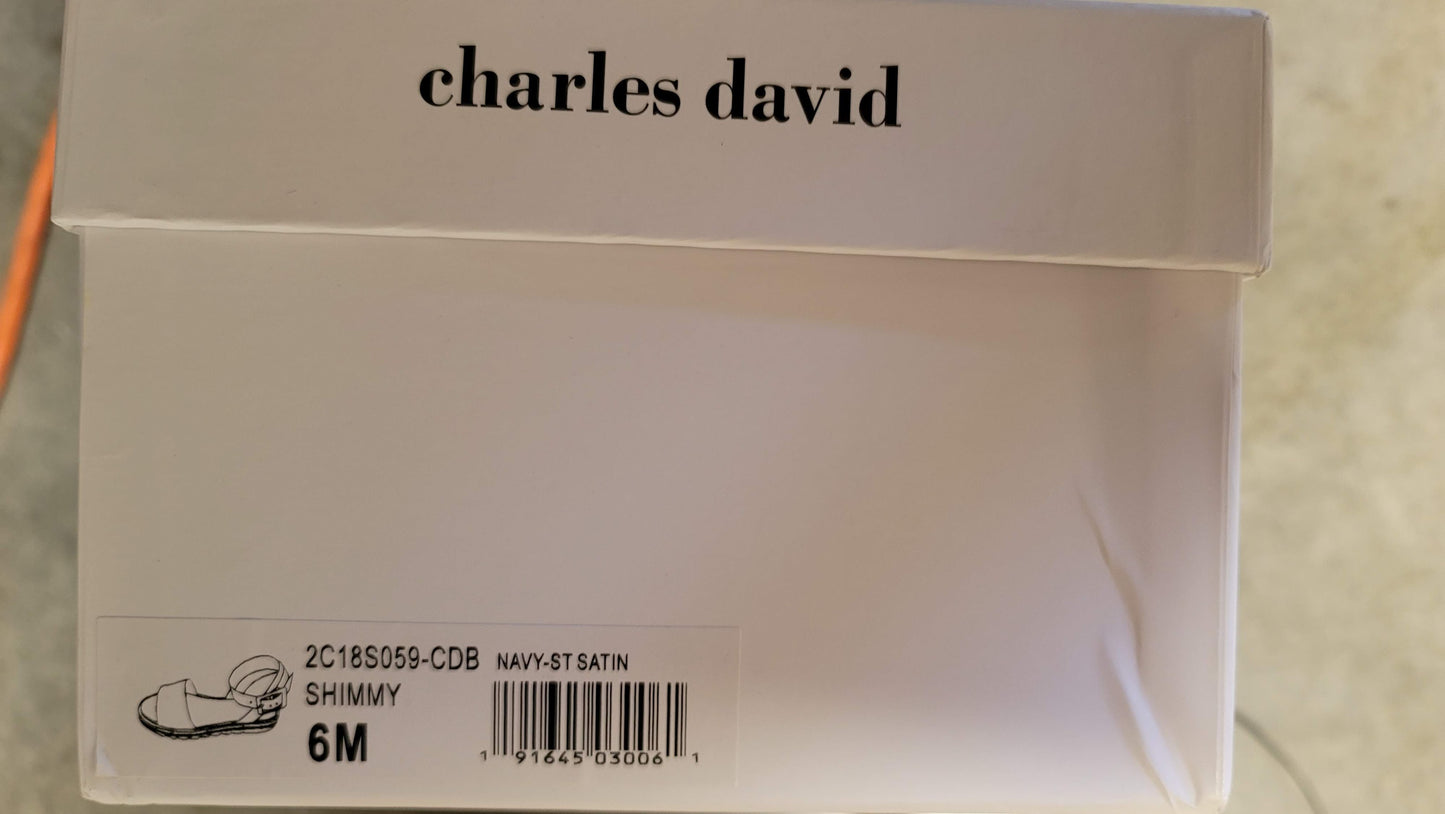 charles david
2C18S059-CDB NAVY-ST SATIN
SHIMMY
6M
1 91645 03006 1